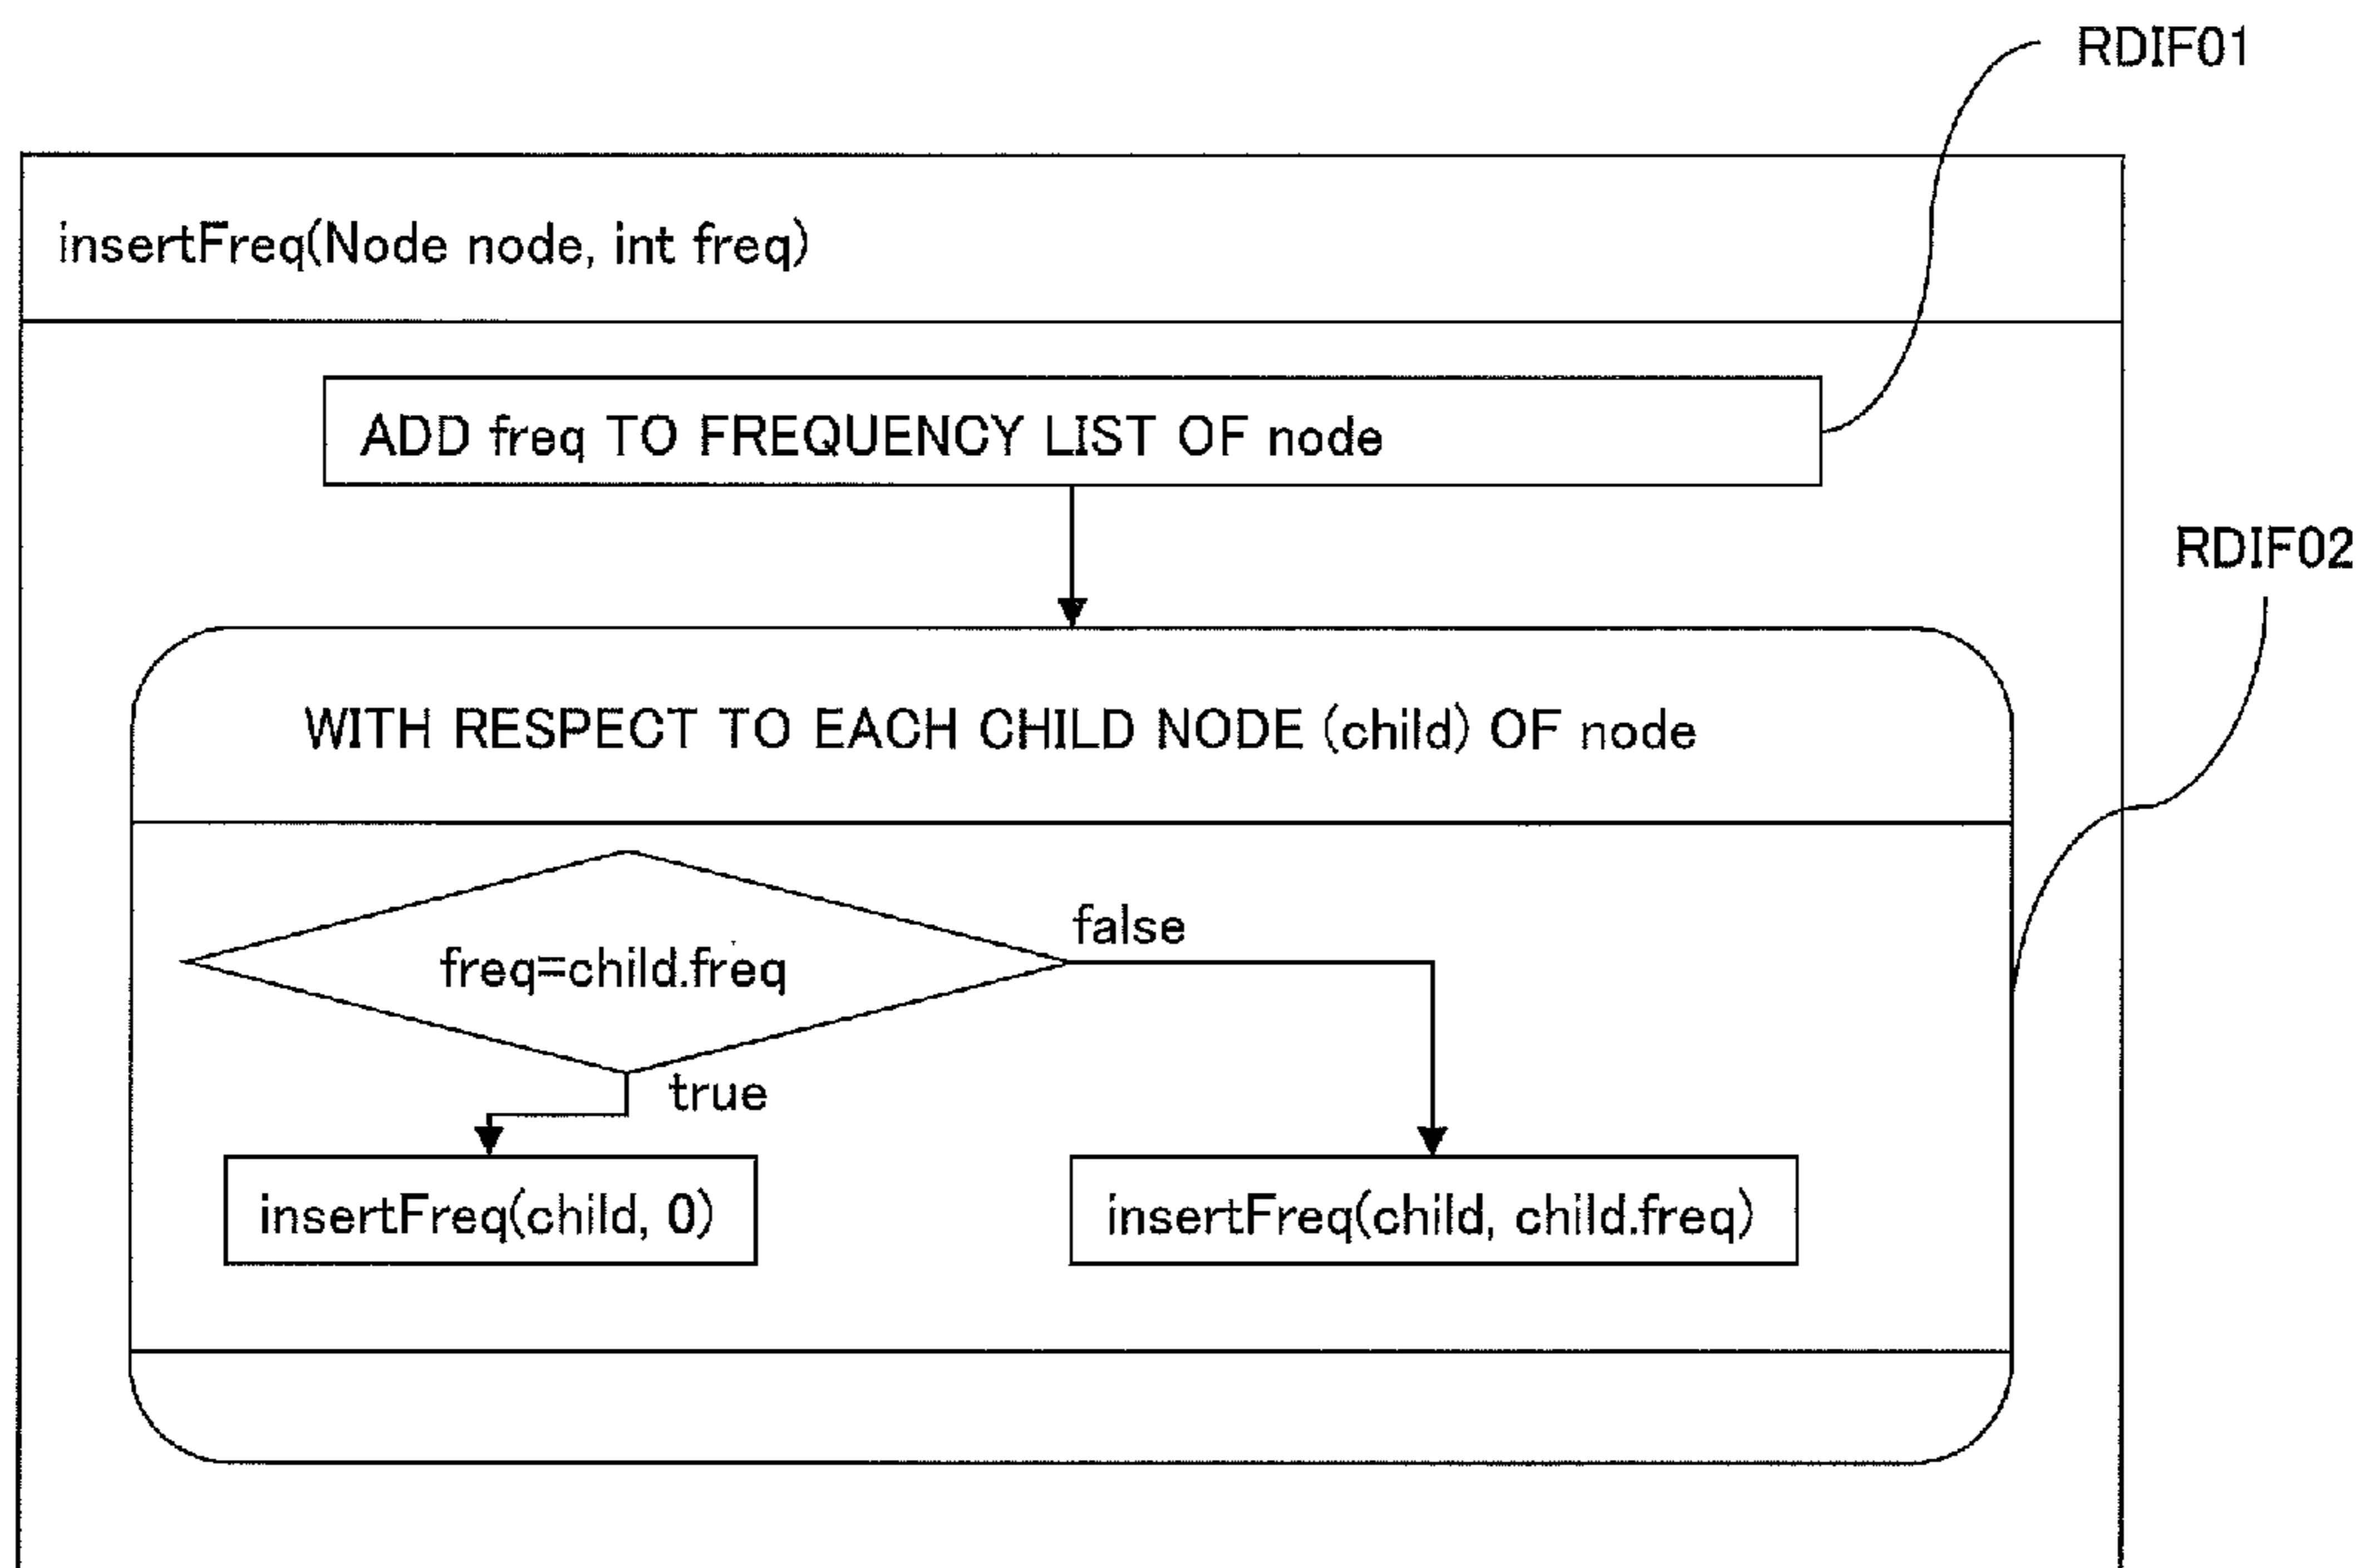 RDIF01
insertFreq(Node node, int freq)
ADD freq TO FREQUENCY LIST OF node
RDIF02
WITH RESPECT TO EACH CHILD NODE (child) OF node
false
freq=child.freq
true
insertFreq(child, 0)
insertFreq(child, child.freq)